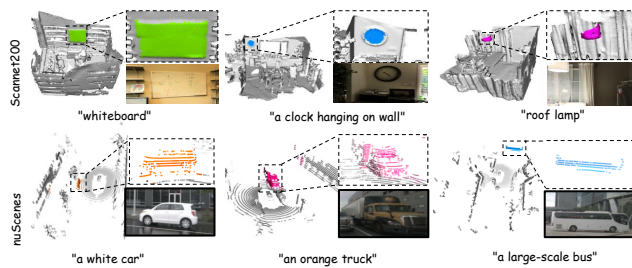 Scannet200
"whiteboard"
"a clock hanging on wall"
"roof lamp"
nuScenes
"a white car"
"an orange truck"
"a large-scale bus"